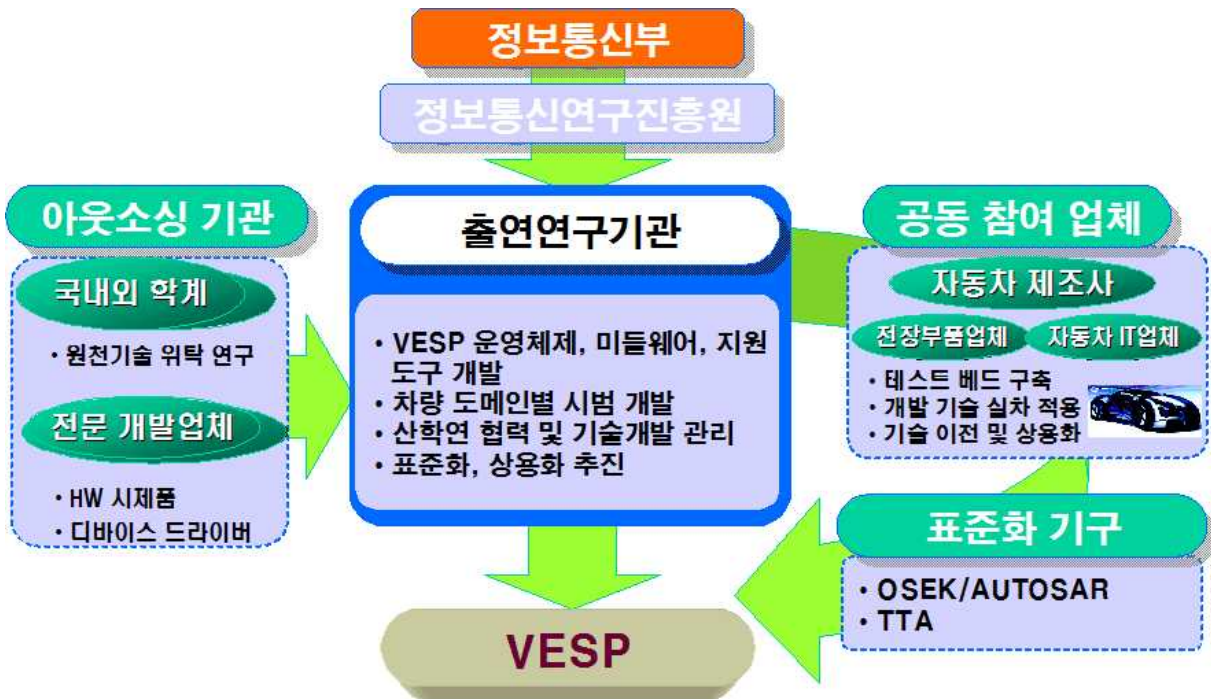 정보통신부
정보통신연구진흥원
아웃소싱 기관
국내외 학계
• 원천기술 위탁 연구
전문 개발업체
• HW 시제품
• 디바이스 드라이버
출연연구기관
• VESP 운영체제, 미들웨어, 지원
도구 개발
• 차량 도메인별 시범 개발
• 산학연 협력 및 기술개발 관리
• 표준화, 상용화 추진
공동 참여 업체
자동차 제조사
전장부품업체
자동차 IT업체
• 테스트 베드 구축
• 개발 기술 실차 적용
• 기술 이전 및 상용화
표준화 기구
• OSEK/AUTOSAR
• TTA
VESP